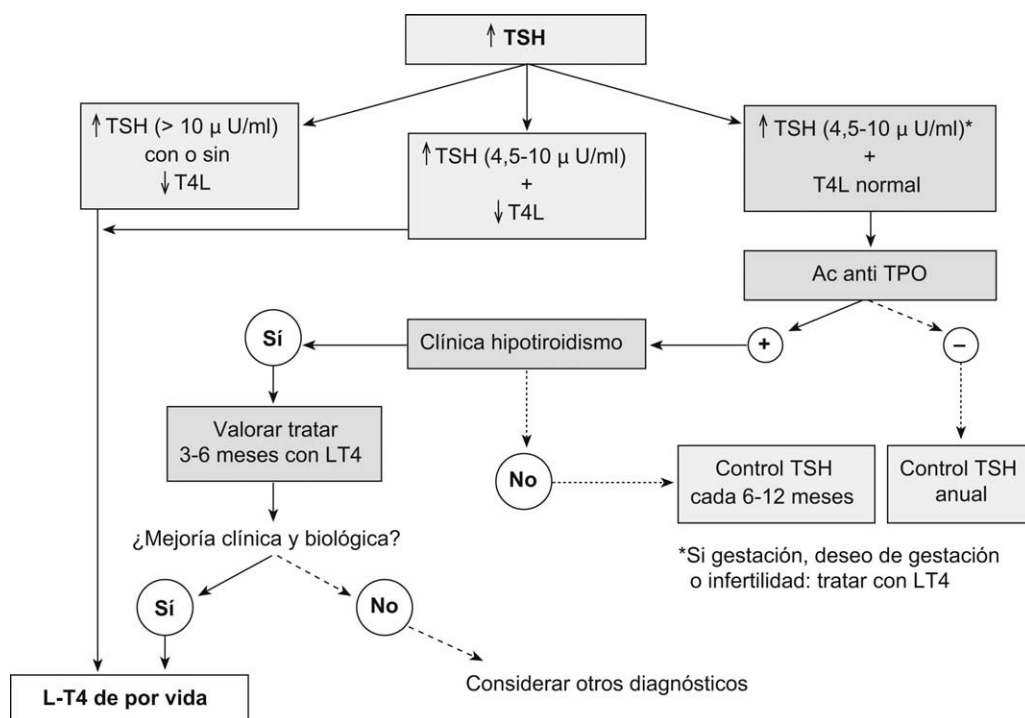 ↑ TSH
↑ TSH (> 10 μ U/ml)
con o sin
↓ T4L
↑ TSH (4,5-10 μ U/ml)
+
↓ T4L
↑ TSH (4,5-10 μ U/ml)*
+
T4L normal
Ac anti TPO
Sí
Clínica hipotiroidismo
+
−
Valorar tratar
3-6 meses con LT4
No
Control TSH
cada 6-12 meses
Control TSH
anual
¿Mejoría clínica y biológica?
*Si gestación, deseo de gestación
o infertilidad: tratar con LT4
Sí
No
L-T4 de por vida
Considerar otros diagnósticos